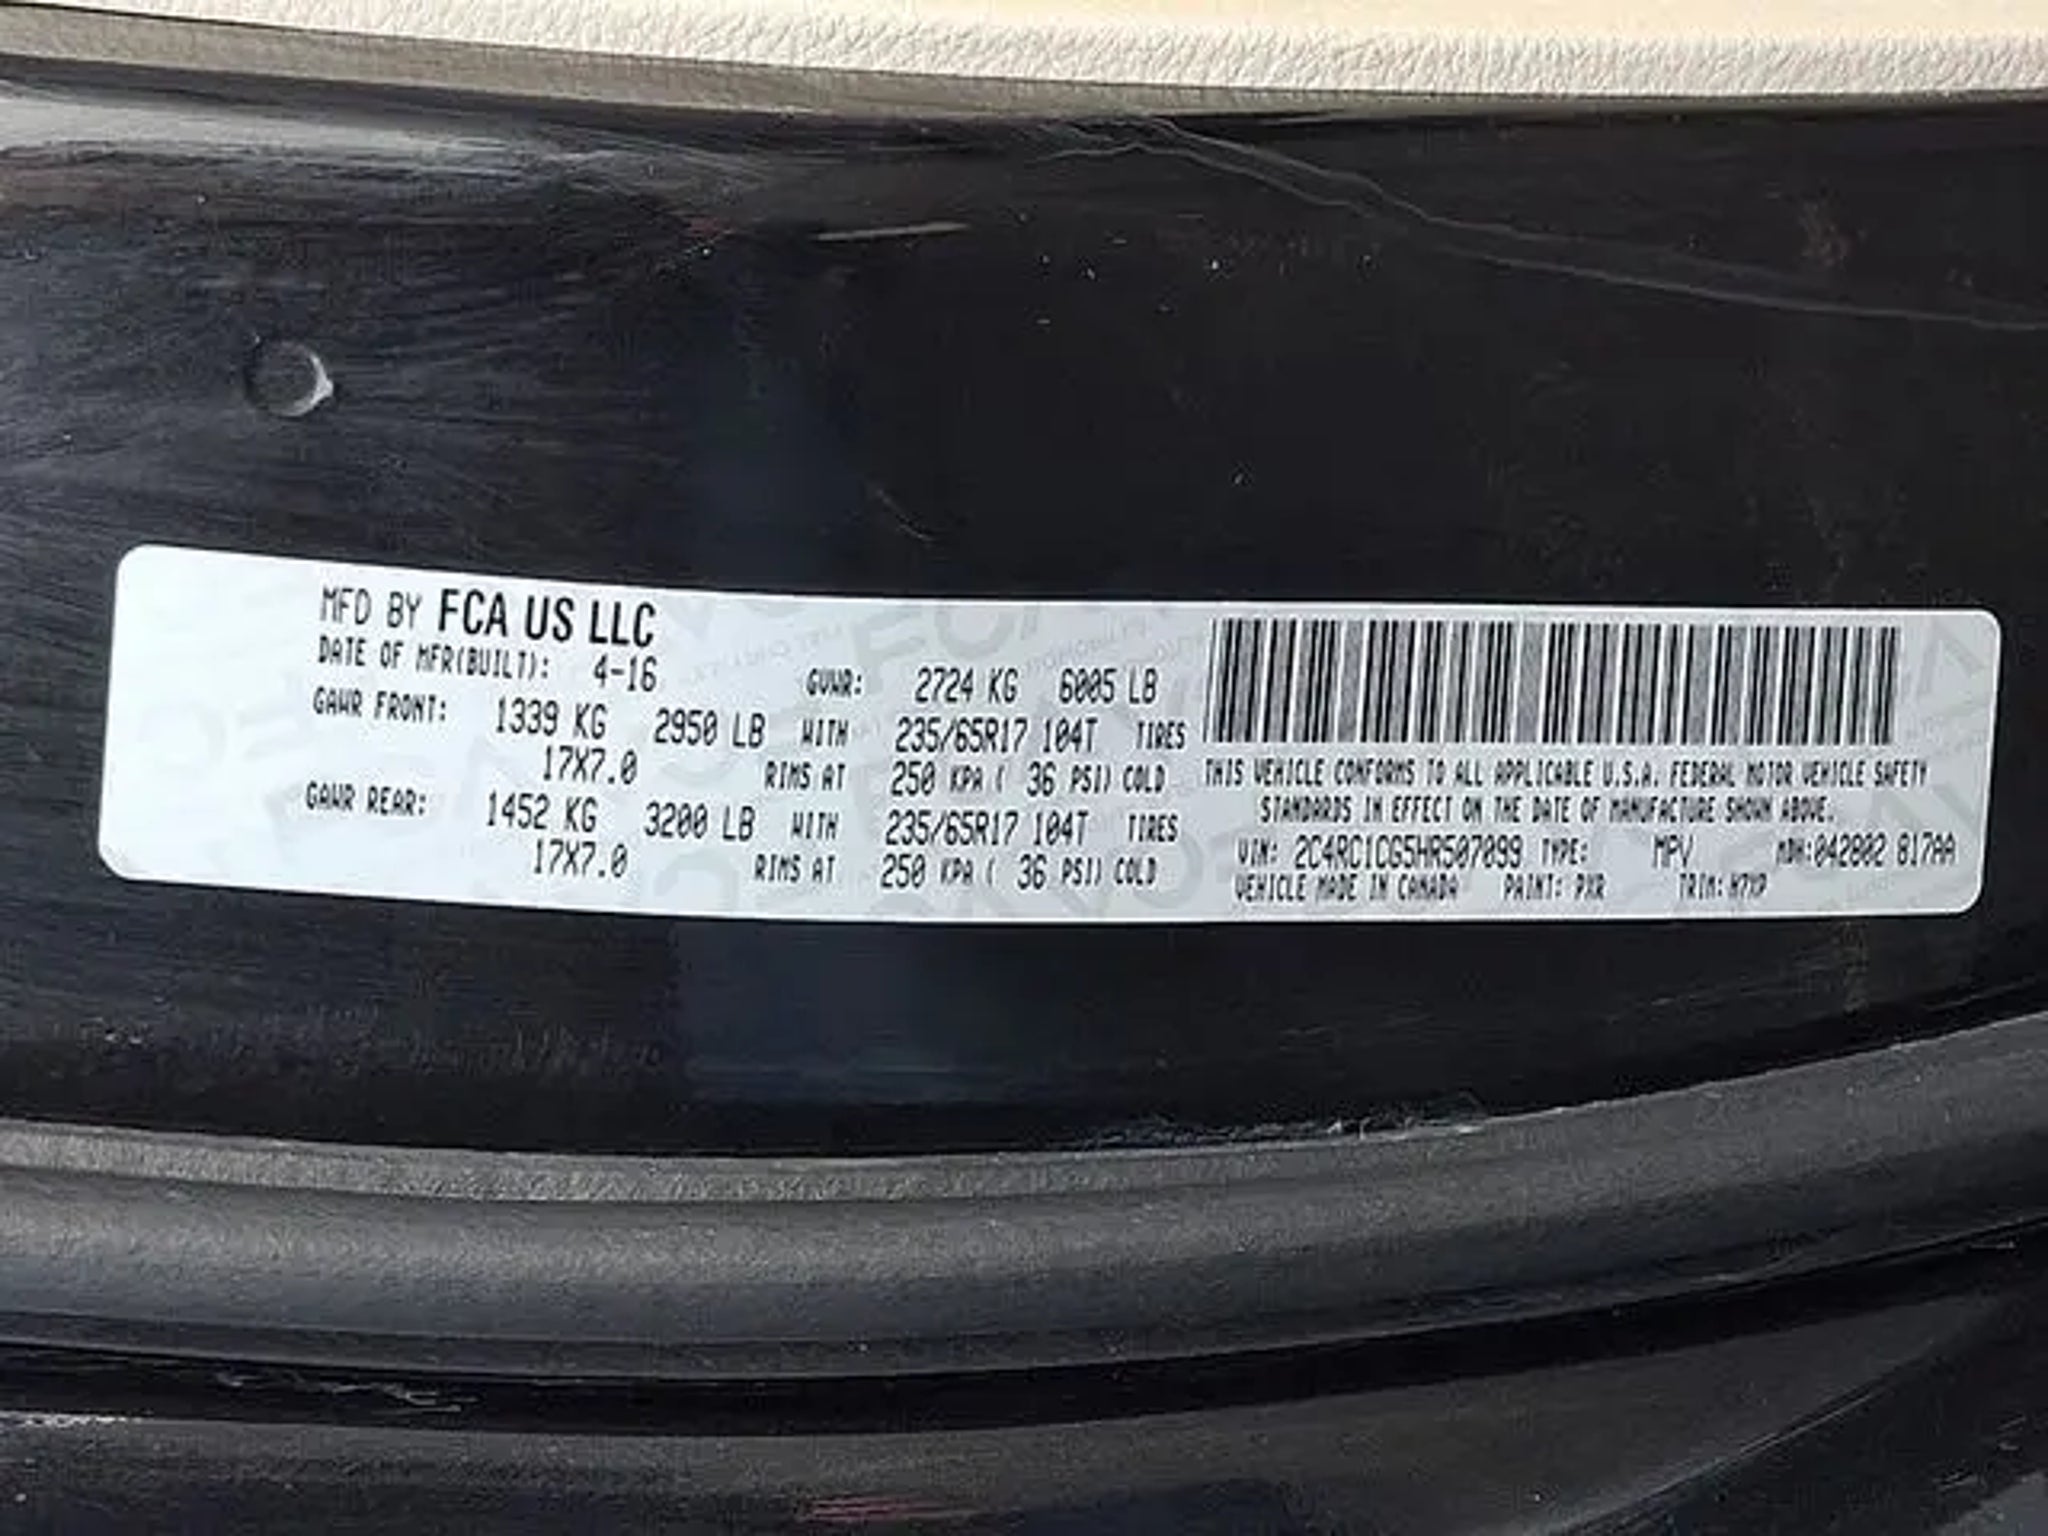 MFD BY FCA US LLC
DATE OF MFR(BUILT): 4-16 GVWR: 2724 KG 6005 LB
GAWR FRONT: 1339 KG 2950 LB WITH 235/65R17 104T TIRES
17X7.0 RIMS AT 250 KPA ( 36 PSI) COLD
GAWR REAR: 1452 KG 3200 LB WITH 235/65R17 104T TIRES
17X7.0 RIMS AT 250 KPA ( 36 PSI) COLD
THIS VEHICLE CONFORMS TO ALL APPLICABLE U.S.A. FEDERAL MOTOR VEHICLE SAFETY
STANDARDS IN EFFECT ON THE DATE OF MANUFACTURE SHOWN ABOVE.
VIN: 2C4RC1CG5HR507099 TYPE: MPV MDH:042802 817AA
VEHICLE MADE IN CANADA PAINT: PXR TRIM: